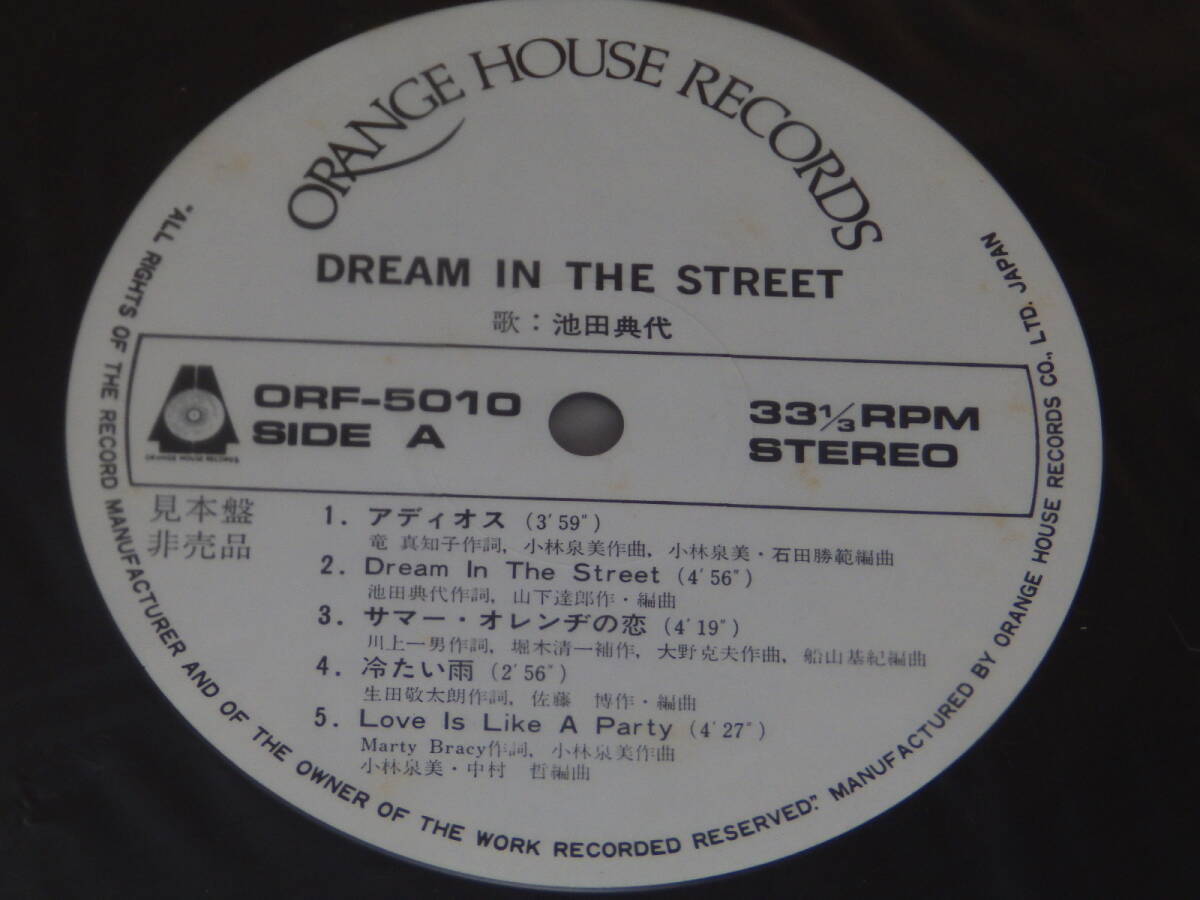 ORANGE HOUSE RECORDS
DREAM IN THE STREET
歌：池田典代
ORF-5010
SIDE A
33 1/3 RPM
STEREO
ORANGE HOUSE RECORDS
見本盤
非売品
1. アディオス (3′59″)
竜 真知子作詞, 小林泉美作曲, 小林泉美・石田勝範編曲
2. Dream In The Street (4′56″)
池田典代作詞, 山下達郎作・編曲
3. サマー・オレンヂの恋 (4′19″)
川上一男作詞, 堀木清一補作, 大野克夫作曲, 船山基紀編曲
4. 冷たい雨 (2′56″)
生田敬太朗作詞, 佐藤 博作・編曲
5. Love Is Like A Party (4′27″)
Marty Bracy作詞, 小林泉美作曲
小林泉美・中村 哲編曲
"ALL RIGHTS OF THE RECORD MANUFACTURER AND OF THE OWNER OF THE WORK RECORDED RESERVED." MANUFACTURED BY ORANGE HOUSE RECORDS CO., LTD. JAPAN